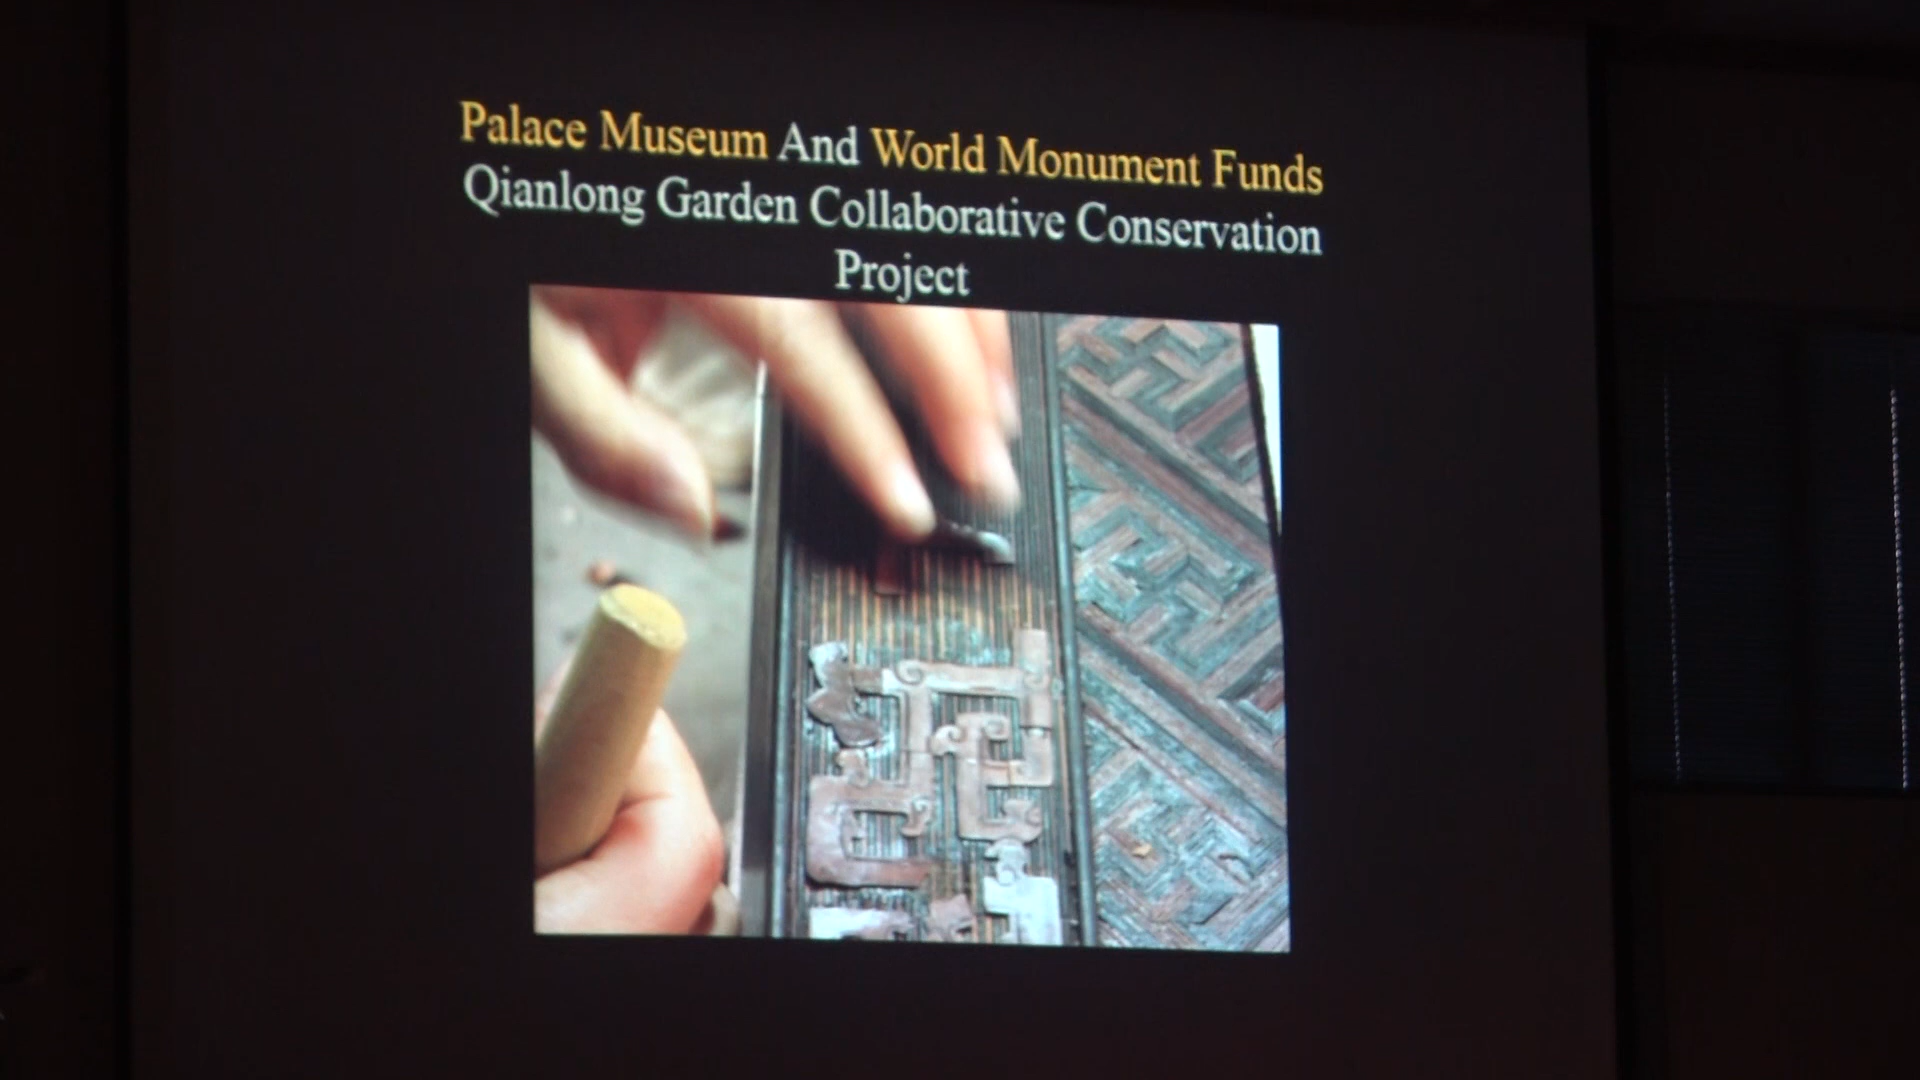 Palace Museum And World Monument Funds
Qianlong Garden Collaborative Conservation
Project